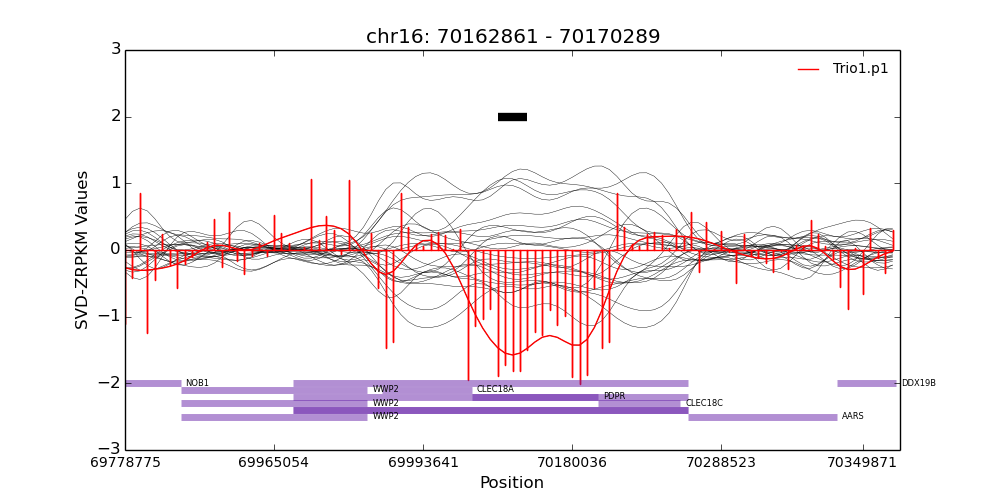 chr16: 70162861 - 70170289
SVD-ZRPKM Values
3
2
1
0
−1
−2
−3
Trio1.p1
NOB1
WWP2
CLEC18A
PDPR
WWP2
CLEC18C
WWP2
AARS
DDX19B
69778775
69965054
69993641
70180036
70288523
70349871
Position